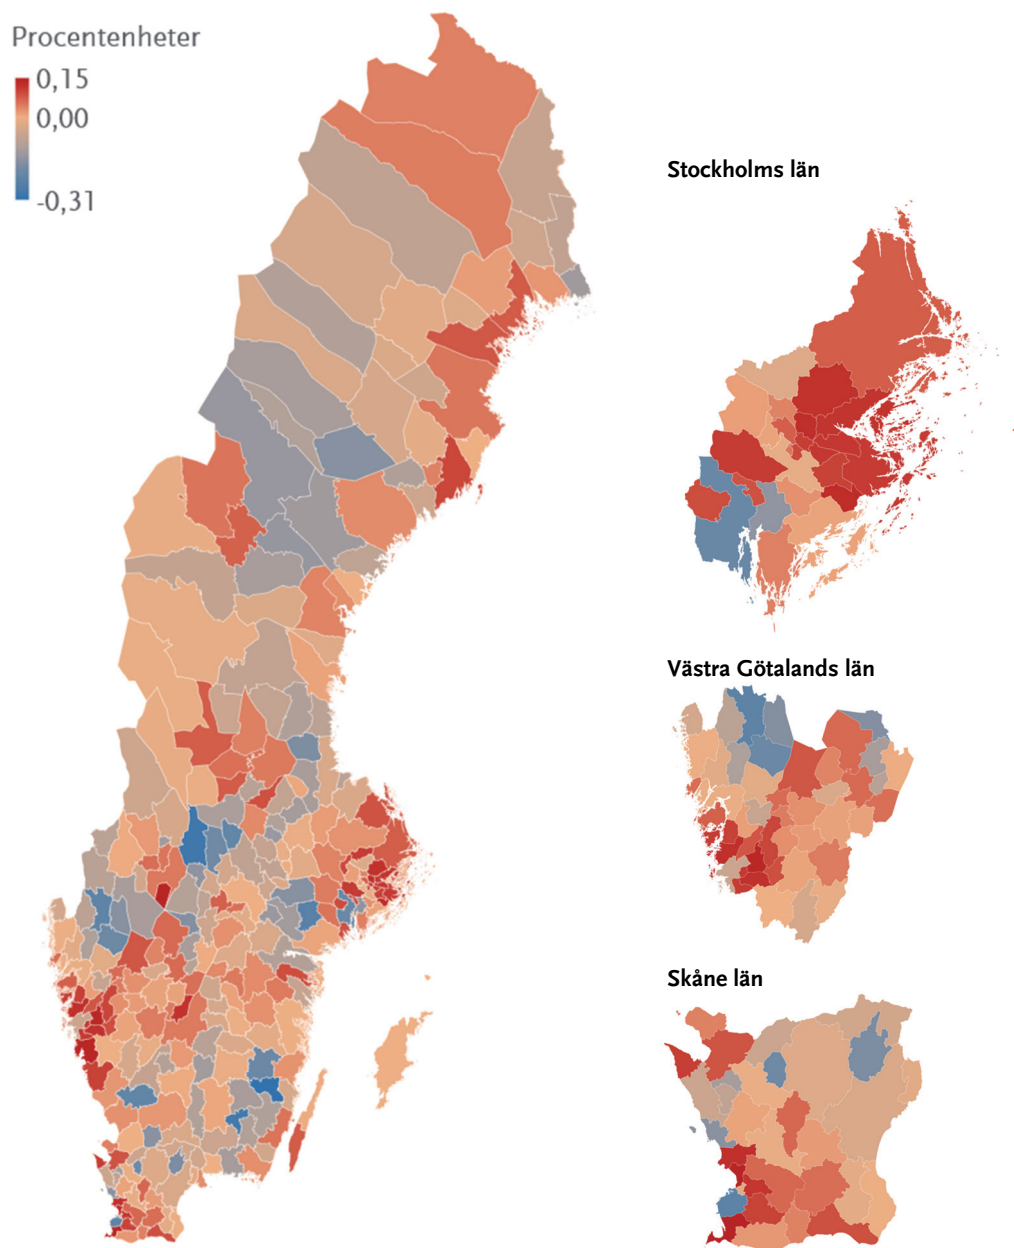 Procentenheter
0,15
0,00
-0,31
Stockholms län
Västra Götalands län
Skåne län